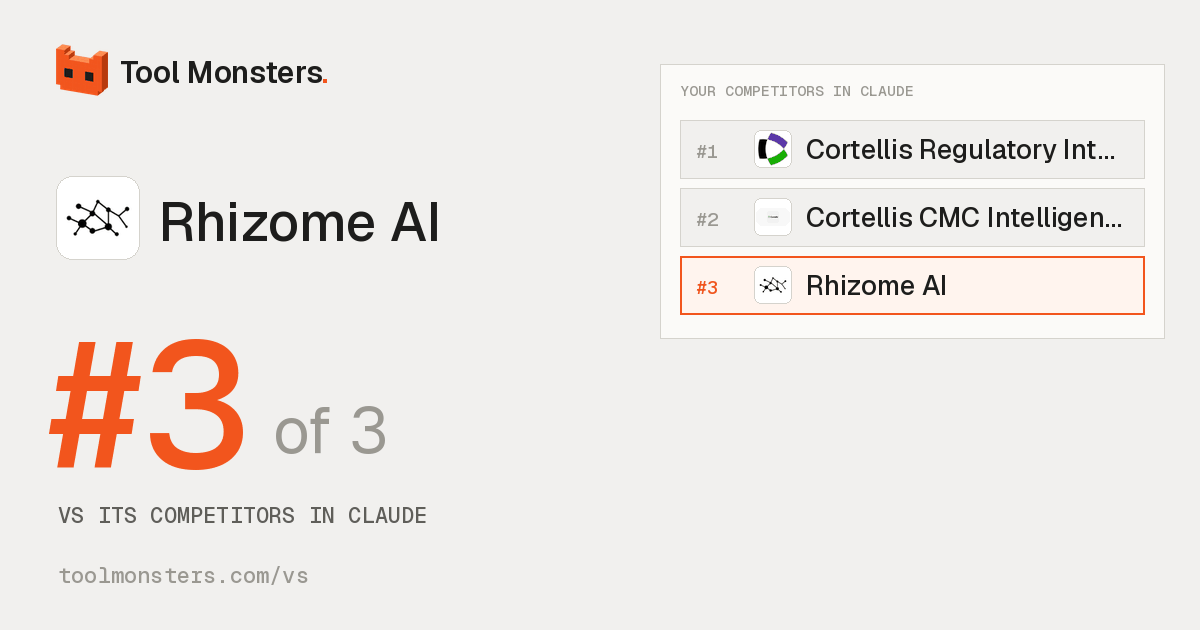 Tool Monsters.
Rhizome AI
#3 of 3
VS ITS COMPETITORS IN CLAUDE
toolmonsters.com/vs
YOUR COMPETITORS IN CLAUDE
#1 Cortellis Regulatory Int...
#2 Cortellis CMC Intelligen...
#3 Rhizome AI